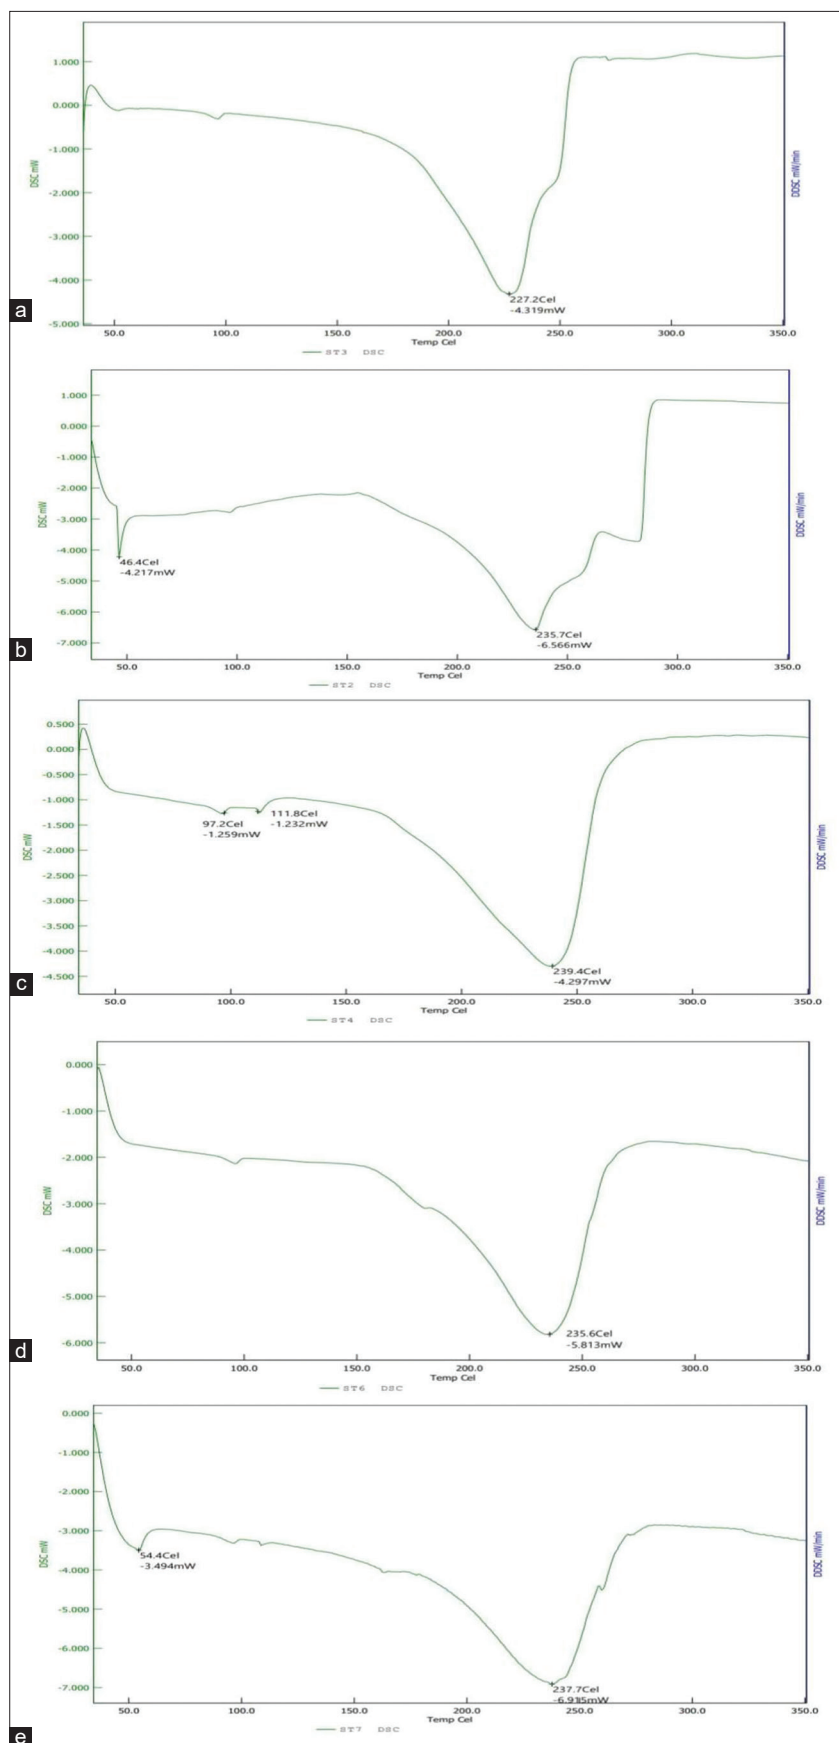 1.000
0.000
-1.000
-2.000
-3.000
-4.000
-5.000
DSC mW
DDSC mW/min
227.2Cel
-4.319mW
50.0 100.0 150.0 200.0 250.0 300.0 350.0
Temp Cel
ST3 DSC
a
1.000
0.000
-1.000
-2.000
-3.000
-4.000
-5.000
-6.000
-7.000
DSC mW
DDSC mW/min
46.4Cel
-4.217mW
235.7Cel
-6.566mW
50.0 100.0 150.0 200.0 250.0 300.0 350.0
Temp Cel
ST2 DSC
b
0.500
0.000
-0.500
-1.000
-1.500
-2.000
-2.500
-3.000
-3.500
-4.000
-4.500
DSC mW
DDSC mW/min
97.2Cel
-1.259mW
111.8Cel
-1.232mW
239.4Cel
-4.297mW
50.0 100.0 150.0 200.0 250.0 300.0 350.0
Temp Cel
ST4 DSC
c
0.000
-1.000
-2.000
-3.000
-4.000
-5.000
-6.000
DSC mW
DDSC mW/min
235.6Cel
-5.813mW
50.0 100.0 150.0 200.0 250.0 300.0 350.0
Temp Cel
ST6 DSC
d
0.000
-1.000
-2.000
-3.000
-4.000
-5.000
-6.000
-7.000
DSC mW
DDSC mW/min
54.4Cel
-3.494mW
237.7Cel
-6.915mW
50.0 100.0 150.0 200.0 250.0 300.0 350.0
Temp Cel
ST7 DSC
e